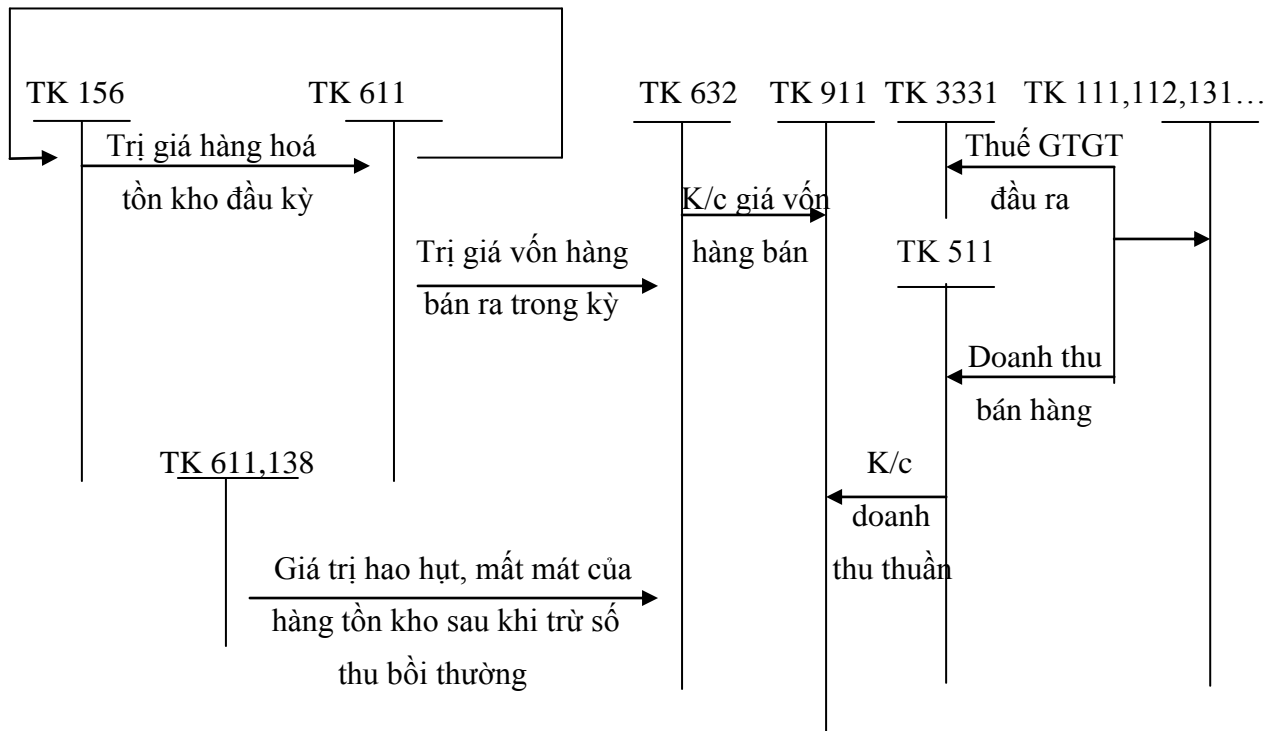 TK 156
TK 611
TK 632
TK 911
TK 3331
TK 111,112,131…
Trị giá hàng hoá
tồn kho đầu kỳ
Thuế GTGT
đầu ra
K/c giá vốn
hàng bán
TK 511
Trị giá vốn hàng
bán ra trong kỳ
Doanh thu
bán hàng
TK 611,138
K/c
doanh
thu thuần
Giá trị hao hụt, mất mát của
hàng tồn kho sau khi trừ số
thu bồi thường